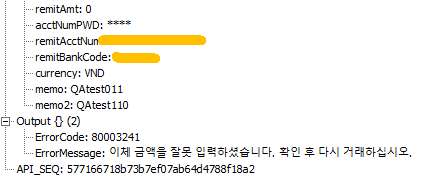 remitAmt: 0
acctNumPWD: ****
remitAcctNum
remitBankCode:
currency: VND
memo: QAtest011
memo2: QAtest110
Output {} (2)
ErrorCode: 80003241
ErrorMessage: 이체 금액을 잘못 입력하셨습니다. 확인 후 다시 거래하십시오.
API_SEQ: 577166718b73b7ef07ab64d4788f18a2